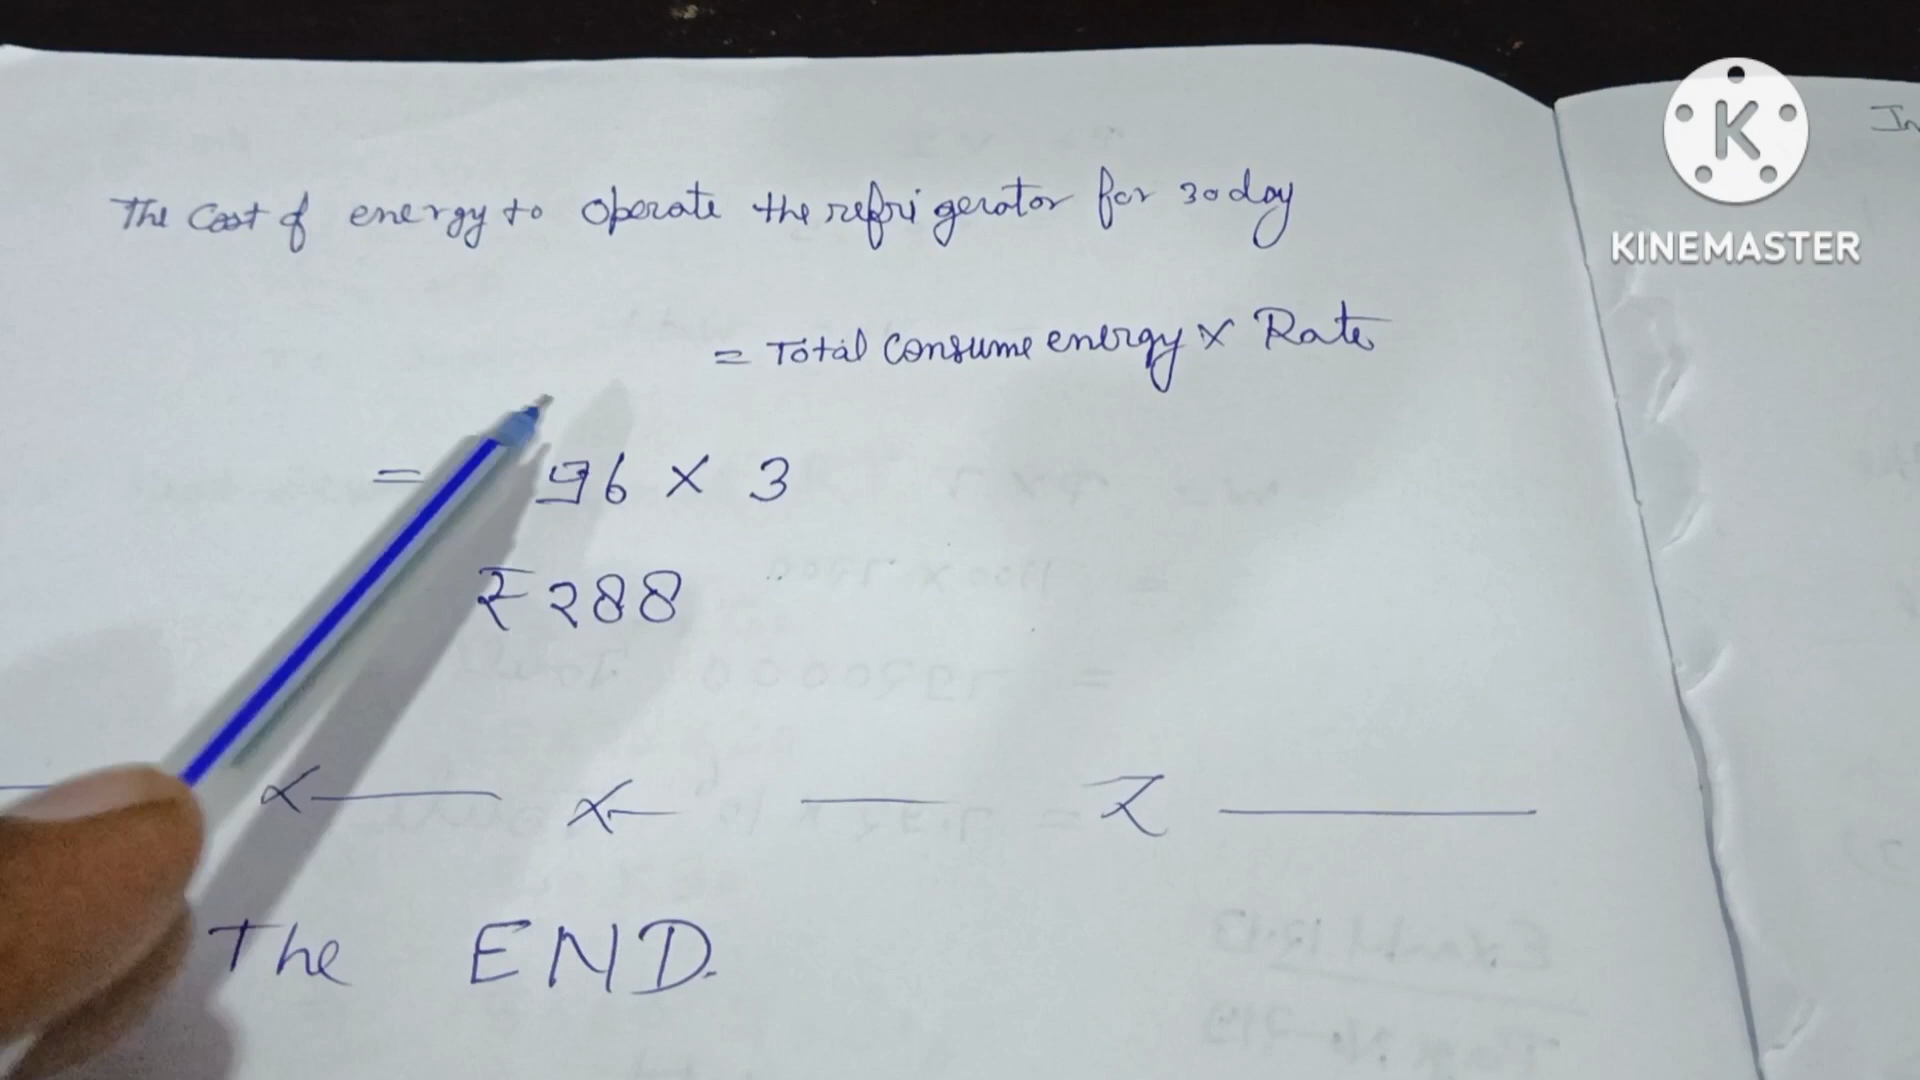 The Cost of energy to operate the refrigerator for 30 day
= Total Consume energy × Rate
= 96 × 3
₹ 288
The END.
K
KINEMASTER
In